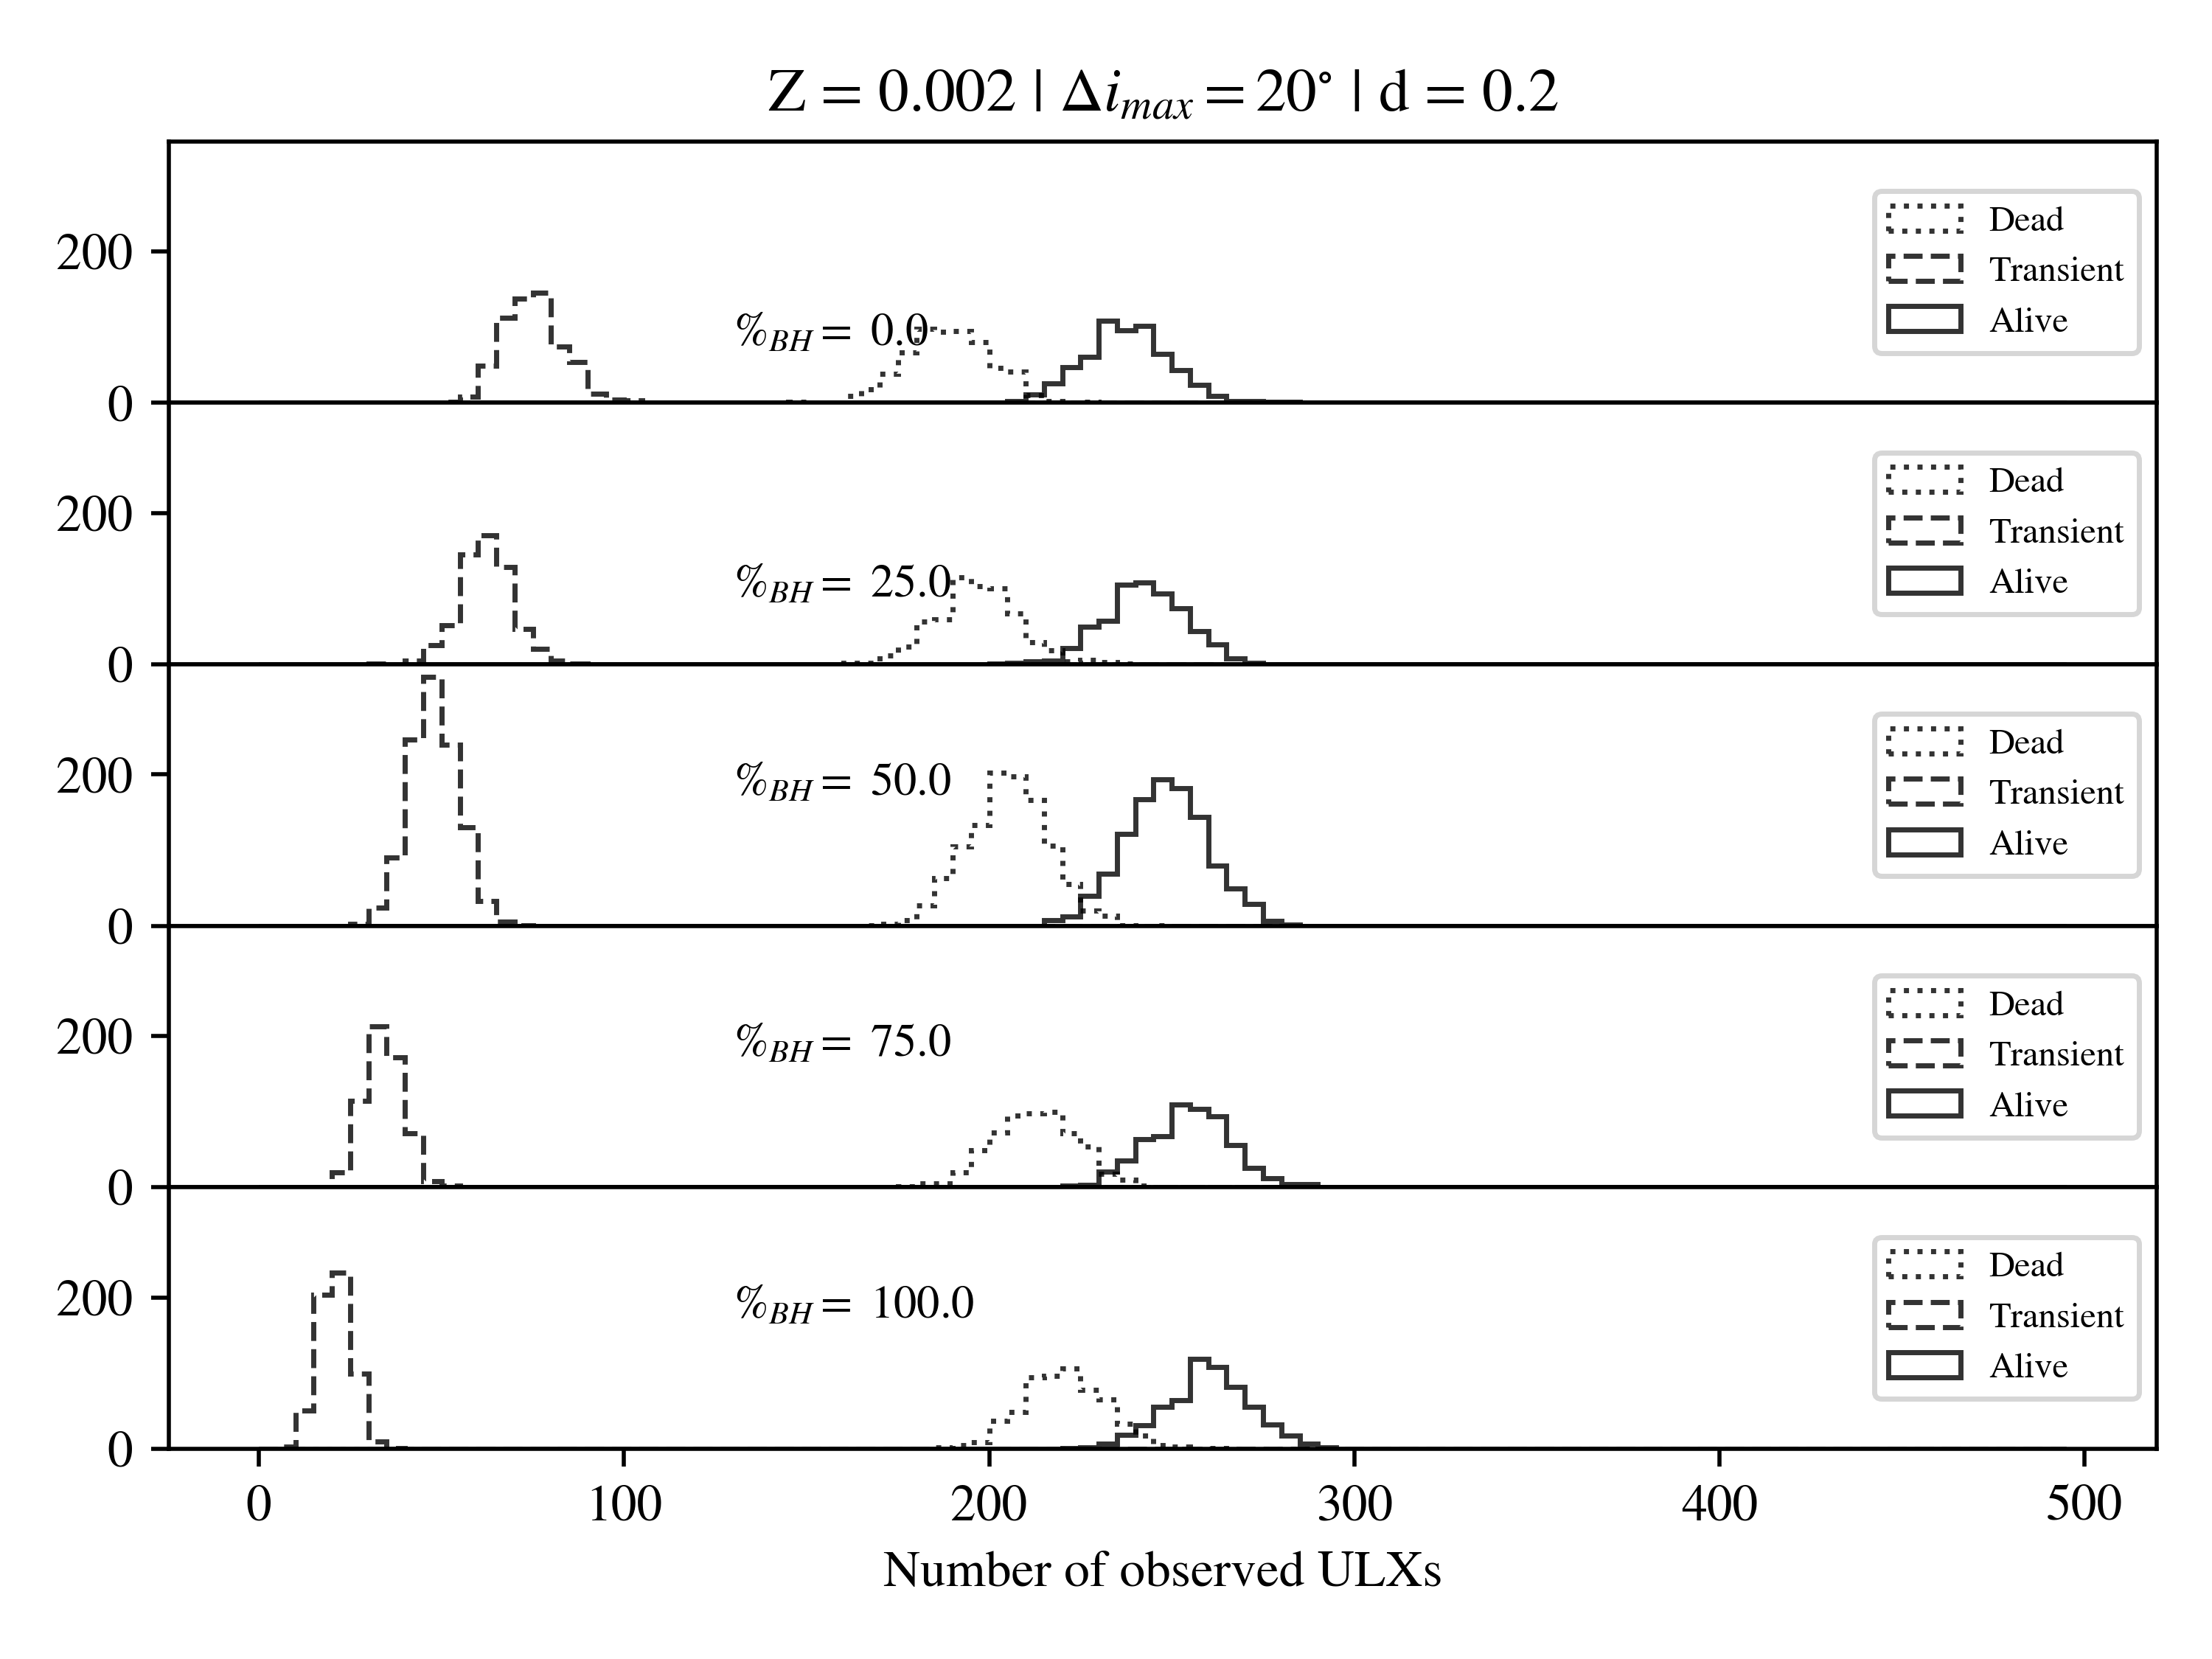 Z = 0.002 | Δi_max = 20° | d = 0.2
200
0
%_BH = 0.0
Dead
Transient
Alive
200
0
%_BH = 25.0
Dead
Transient
Alive
200
0
%_BH = 50.0
Dead
Transient
Alive
200
0
%_BH = 75.0
Dead
Transient
Alive
200
0
%_BH = 100.0
Dead
Transient
Alive
0 100 200 300 400 500
Number of observed ULXs